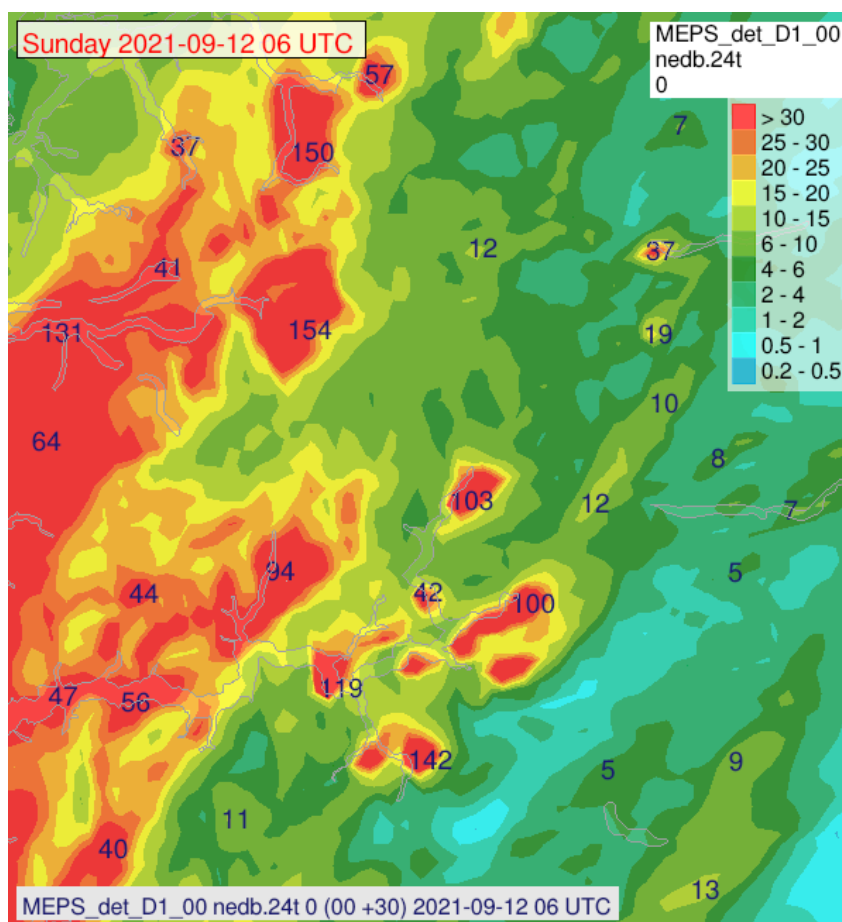 Sunday 2021-09-12 06 UTC
MEPS_det_D1_00
nedb.24t
0
> 30
25 - 30
20 - 25
15 - 20
10 - 15
6 - 10
4 - 6
2 - 4
1 - 2
0.5 - 1
0.2 - 0.5
57
37
150
7
12
37
41
131
154
19
10
64
8
103
12
7
94
5
44
42
100
47
56
119
142
5
9
11
40
13
MEPS_det_D1_00 nedb.24t 0 (00 +30) 2021-09-12 06 UTC